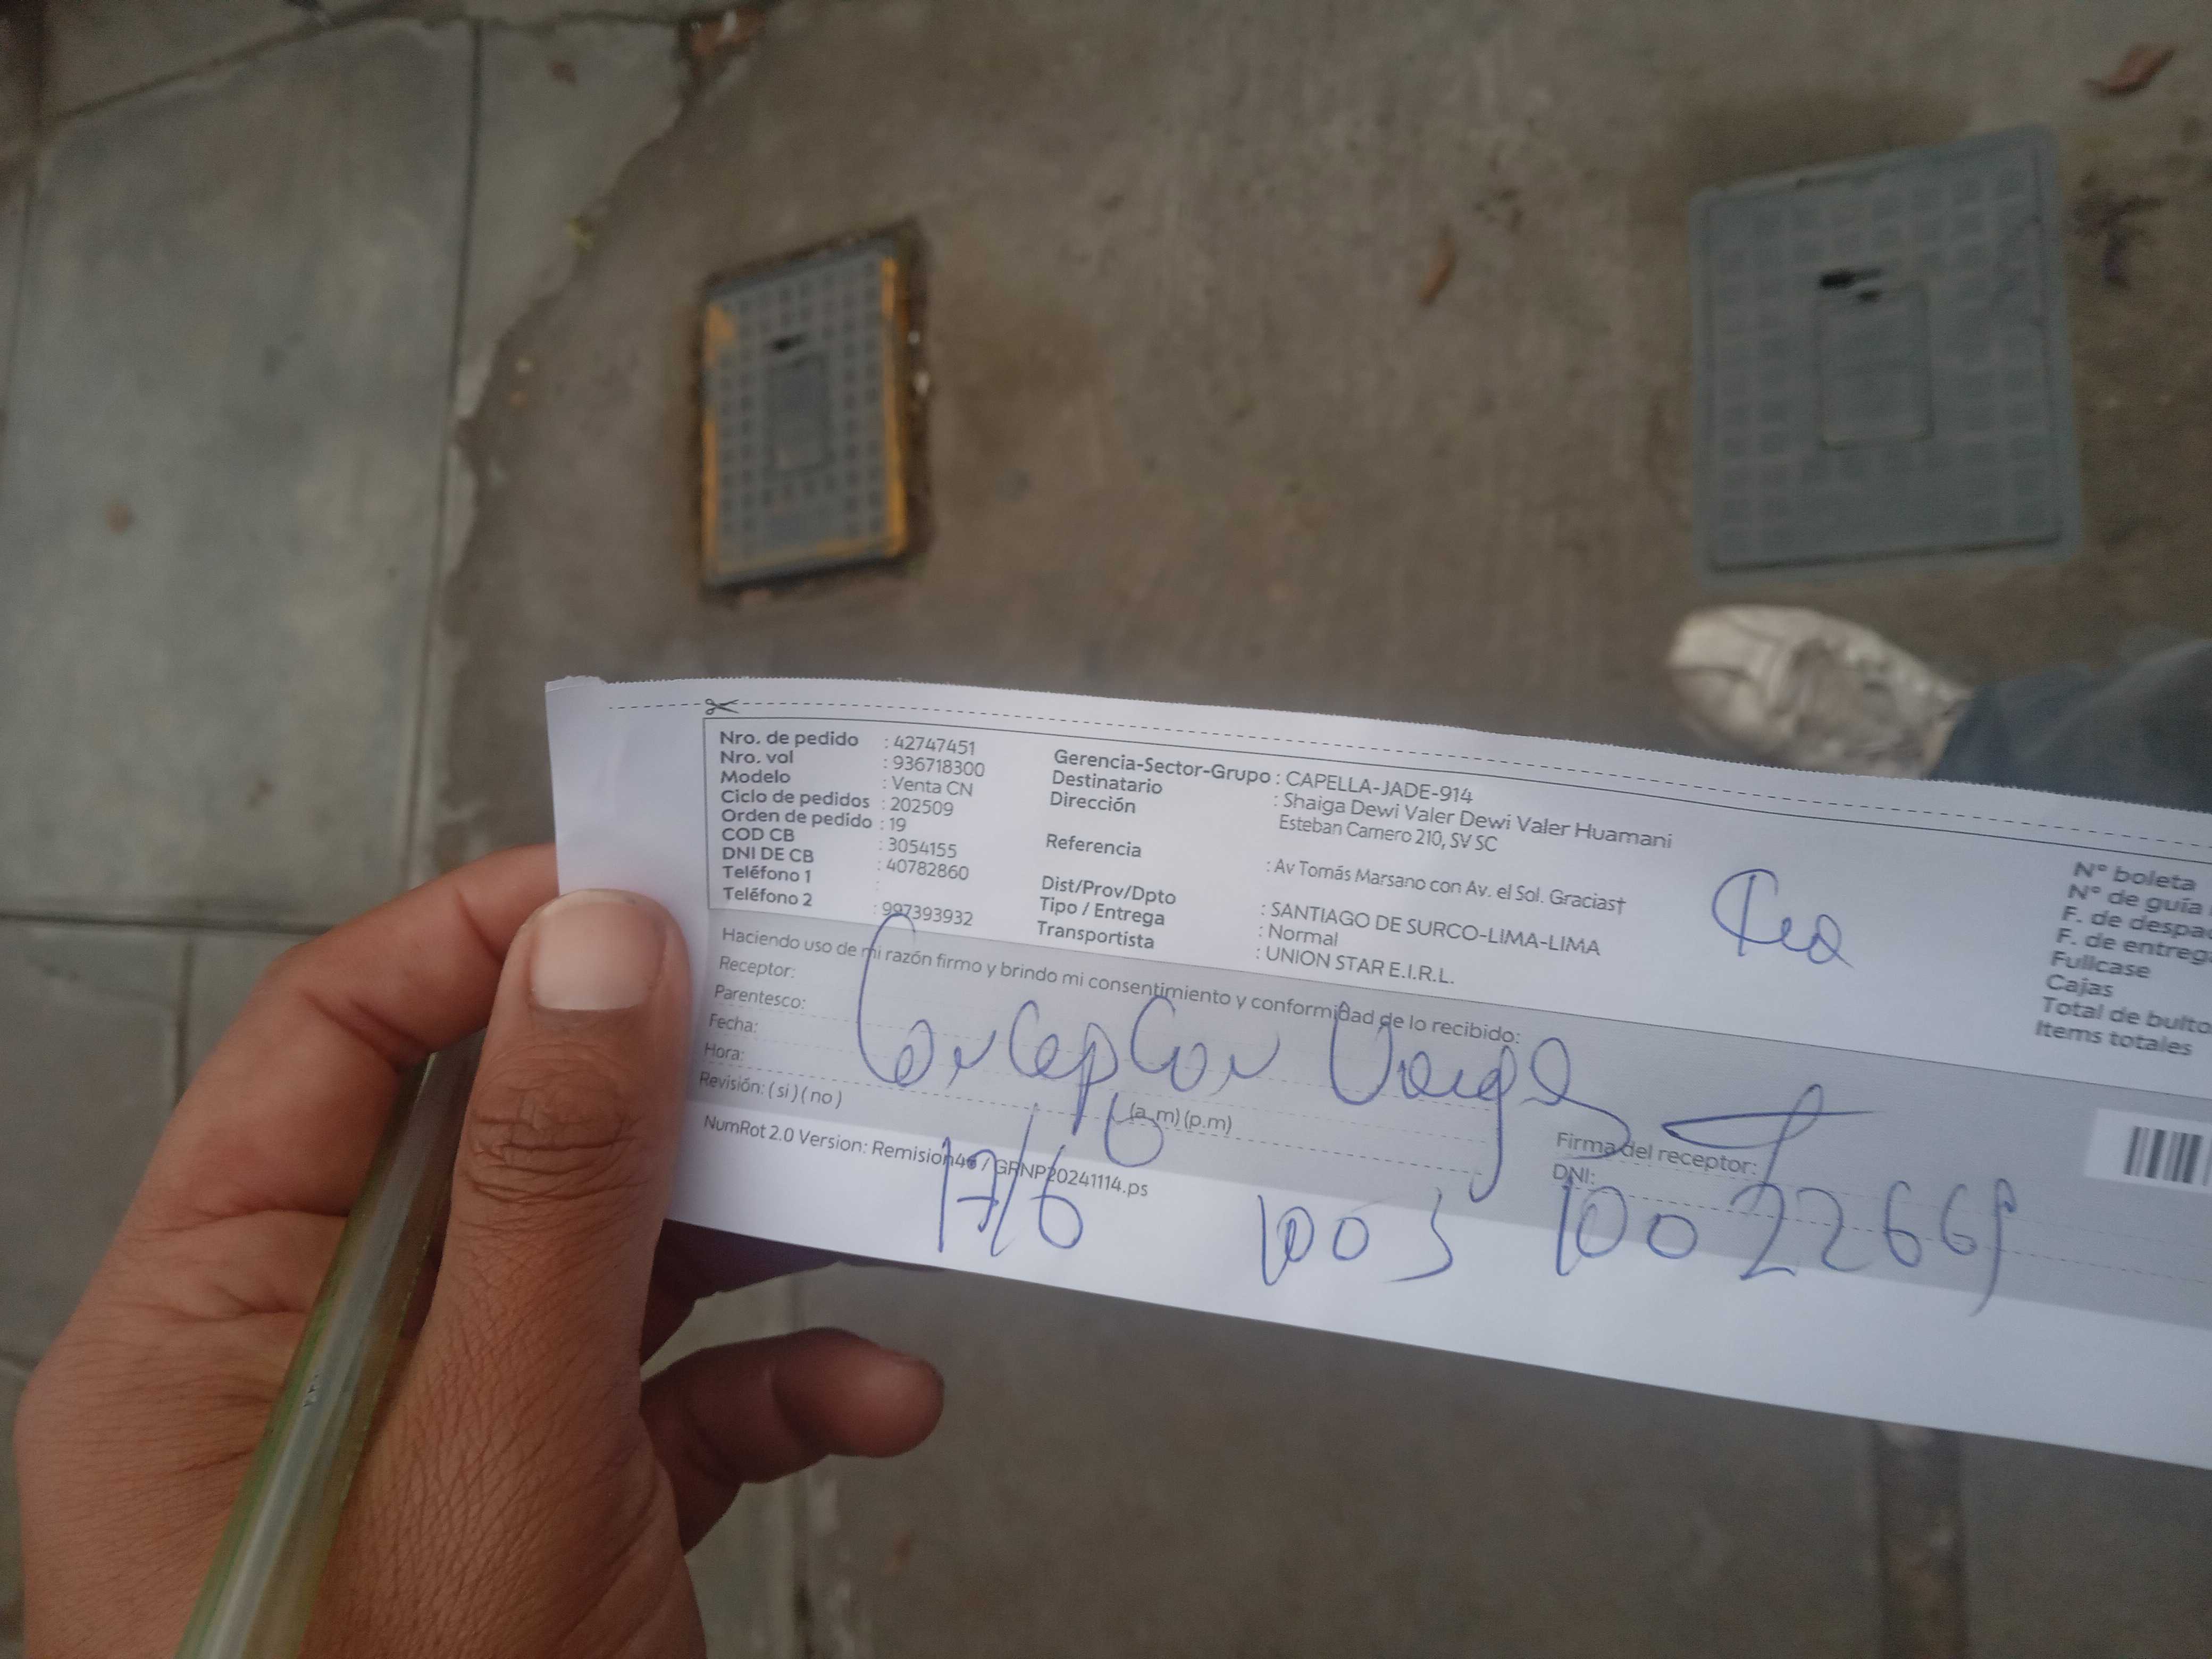 Nro. de pedido : 42747451
Nro. vol : 936718300
Modelo : Venta CN
Ciclo de pedidos : 202509
Orden de pedido : 19
COD CB : 3054155
DNI DE CB : 40782860
Teléfono 1 :
Teléfono 2 : 997393932
Gerencia-Sector-Grupo : CAPELLA-JADE-914
Destinatario : Shaiga Dewi Valer Dewi Valer Huamani
Dirección Esteban Camero 210, SV SC
Referencia : Av Tomás Marsano con Av. el Sol. Gracias†
Dist/Prov/Dpto : SANTIAGO DE SURCO-LIMA-LIMA
Tipo / Entrega : Normal
Transportista : UNION STAR E.I.R.L.
N° boleta
N° de guía
F. de despa
F. de entreg
Fullcase
Cajas
Total de bulto
Items totales
Haciendo uso de mi razón firmo y brindo mi consentimiento y conformidad de lo recibido:
Receptor:
Parentesco:
Fecha:
Hora: (a.m) (p.m)
Revisión: ( si ) ( no )
Vargas
Firma del receptor:
DNI:
NumRot 2.0 Version: Remision46 / GRNP20241114.ps
17/6 1003 1002266